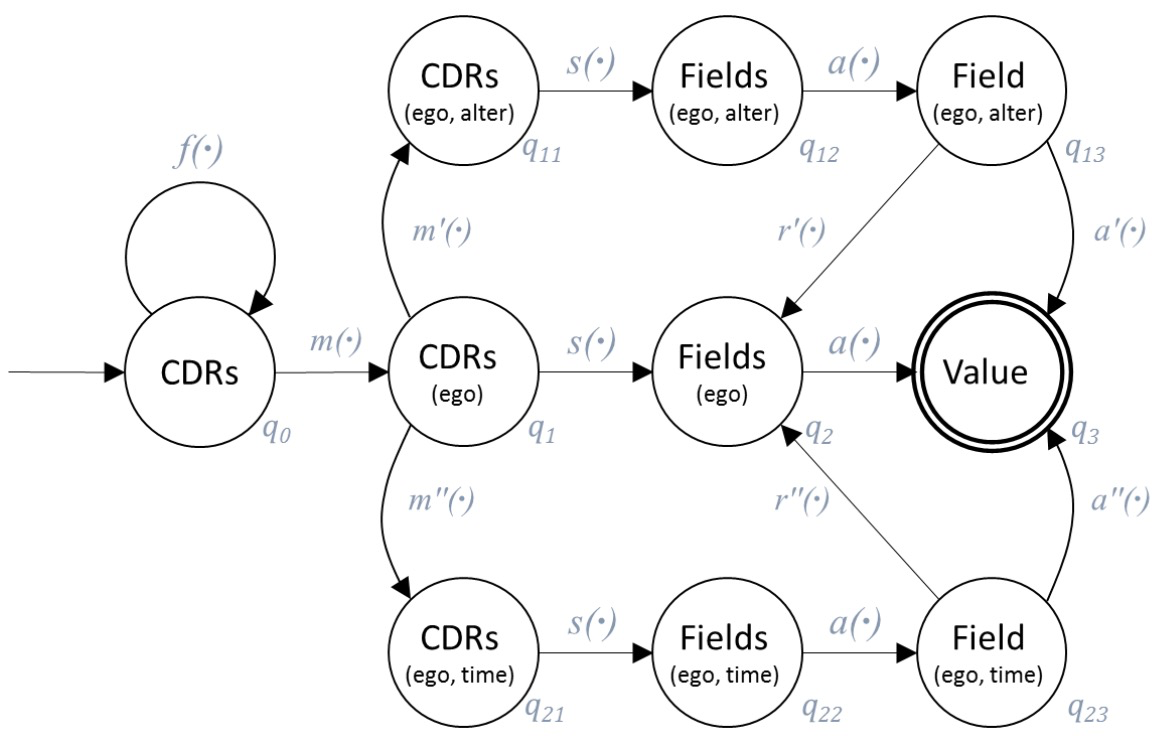 CDRs
(ego, alter)
q11
s(·)
Fields
(ego, alter)
q12
a(·)
Field
(ego, alter)
q13
f(·)
m'(·)
r'(·)
a'(·)
CDRs
q0
m(·)
CDRs
(ego)
q1
s(·)
Fields
(ego)
q2
a(·)
Value
q3
m''(·)
r''(·)
a''(·)
CDRs
(ego, time)
q21
s(·)
Fields
(ego, time)
q22
a(·)
Field
(ego, time)
q23